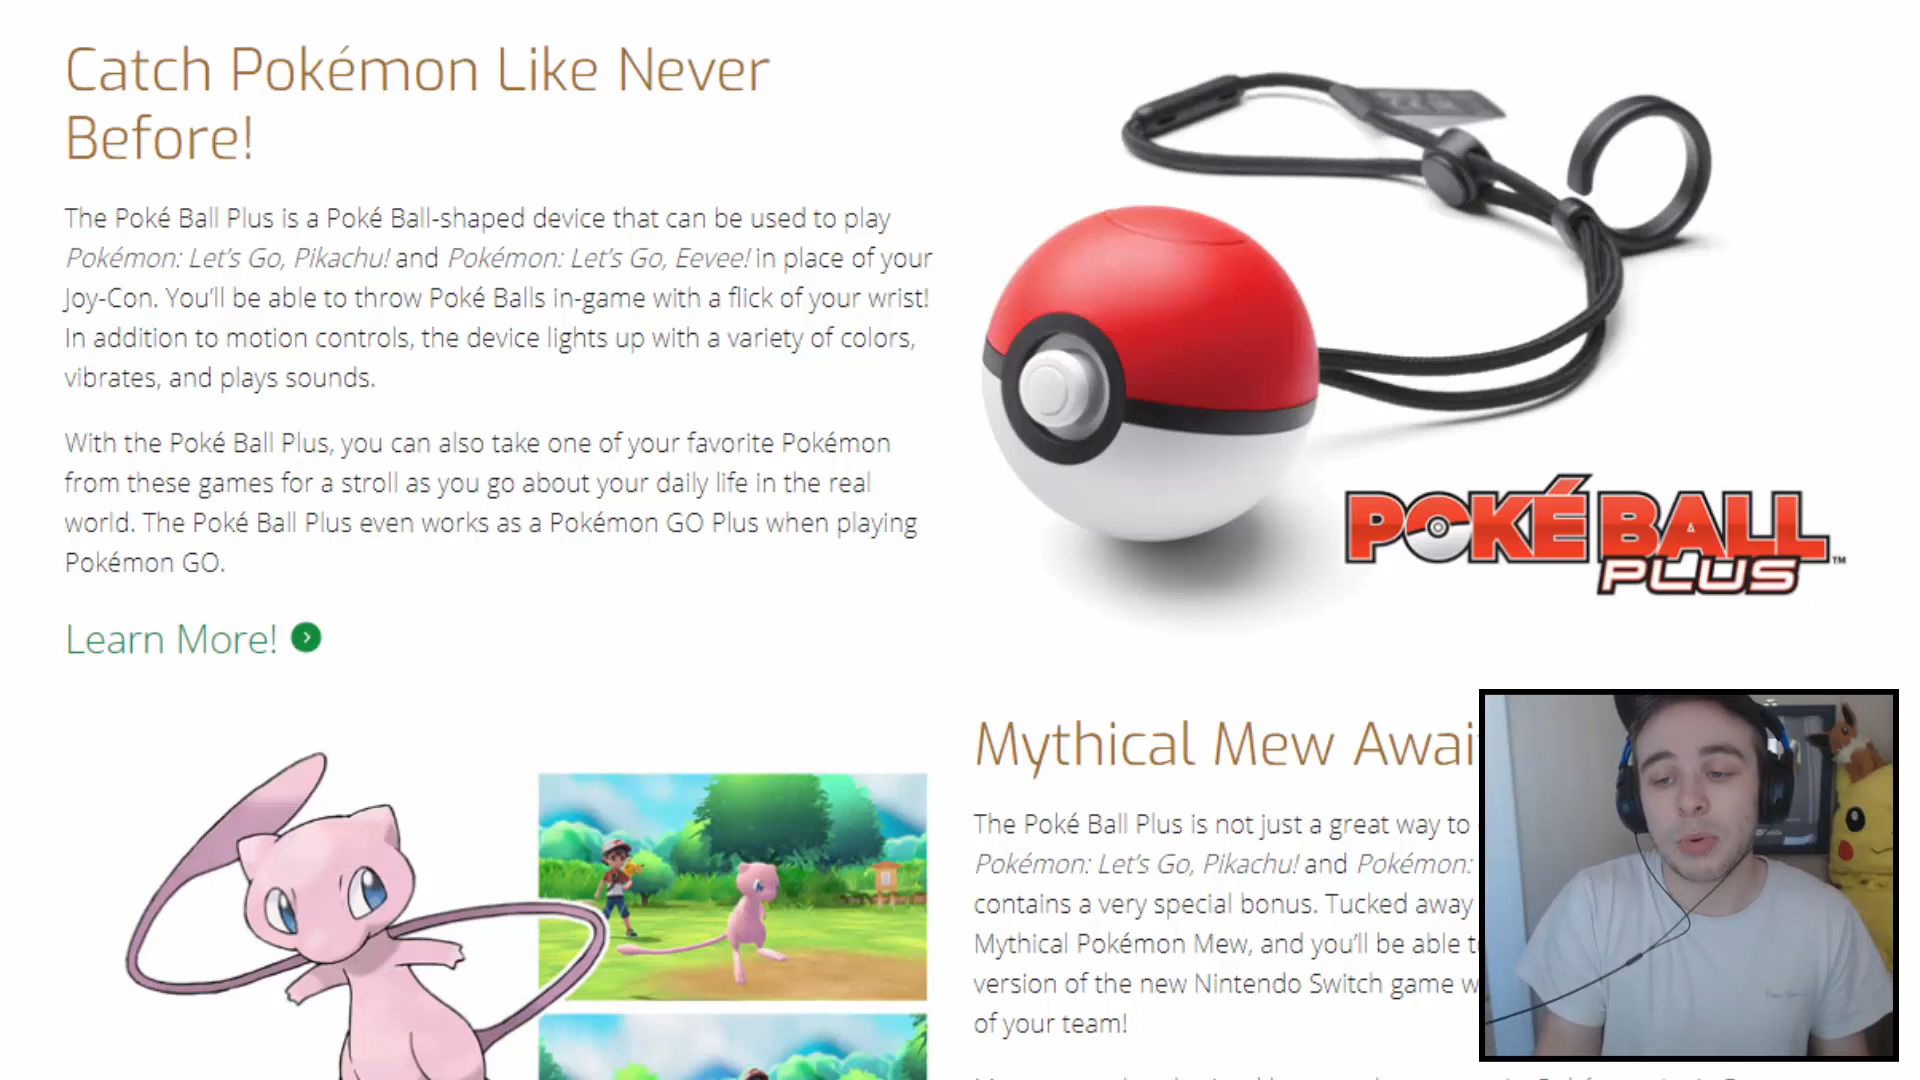 Catch Pokémon Like Never
Before!
The Poké Ball Plus is a Poké Ball-shaped device that can be used to play
Pokémon: Let's Go, Pikachu! and Pokémon: Let's Go, Eevee! in place of your
Joy-Con. You'll be able to throw Poké Balls in-game with a flick of your wrist!
In addition to motion controls, the device lights up with a variety of colors,
vibrates, and plays sounds.
With the Poké Ball Plus, you can also take one of your favorite Pokémon
from these games for a stroll as you go about your daily life in the real
world. The Poké Ball Plus even works as a Pokémon GO Plus when playing
Pokémon GO.
Learn More!
POKÉ BALL
PLUS™
Mythical Mew Awai
The Poké Ball Plus is not just a great way to
Pokémon: Let's Go, Pikachu! and Pokémon:
contains a very special bonus. Tucked away
Mythical Pokémon Mew, and you'll be able t
version of the new Nintendo Switch game w
of your team!